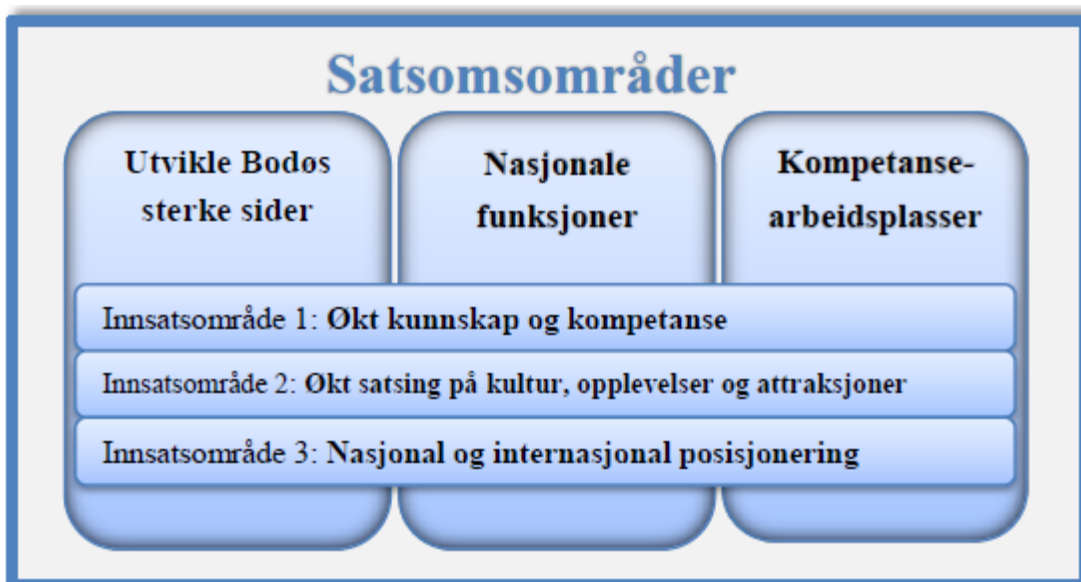 Satsomsområder
Utvikle Bodøs
sterke sider
Nasjonale
funksjoner
Kompetanse-
arbeidsplasser
Innsatsområde 1: Økt kunnskap og kompetanse
Innsatsområde 2: Økt satsing på kultur, opplevelser og attraksjoner
Innsatsområde 3: Nasjonal og internasjonal posisjonering